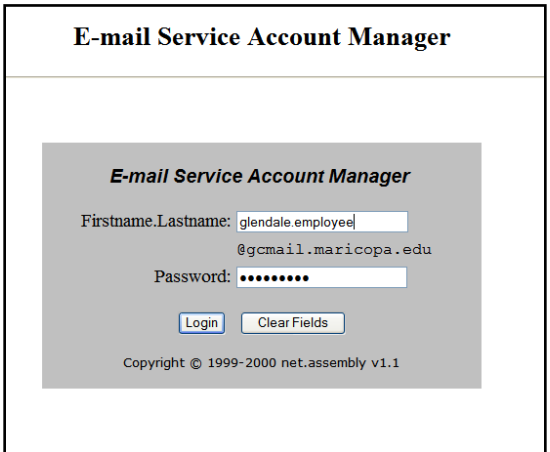 E-mail Service Account Manager
E-mail Service Account Manager
Firstname.Lastname: glendale.employee
@gcmail.maricopa.edu
Password: •••••••••
Login Clear Fields
Copyright © 1999-2000 net.assembly v1.1